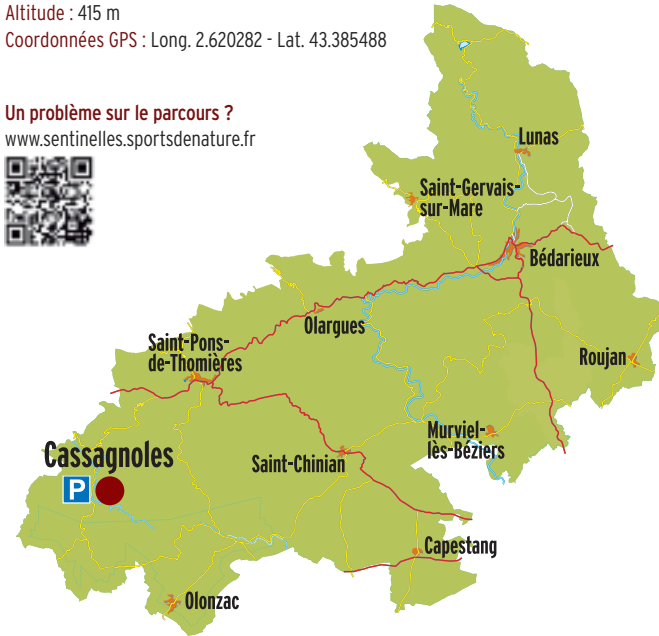 Altitude : 415 m
Coordonnées GPS : Long. 2.620282 - Lat. 43.385488
Un problème sur le parcours ?
www.sentinelles.sportsdenature.fr
Lunas
Saint-Gervais-
sur-Mare
Bédarieux
Olargues
Saint-Pons-
de-Thomières
Roujan
Murviel-
lès-Béziers
Cassagnoles
P
Saint-Chinian
Capestang
Olonzac